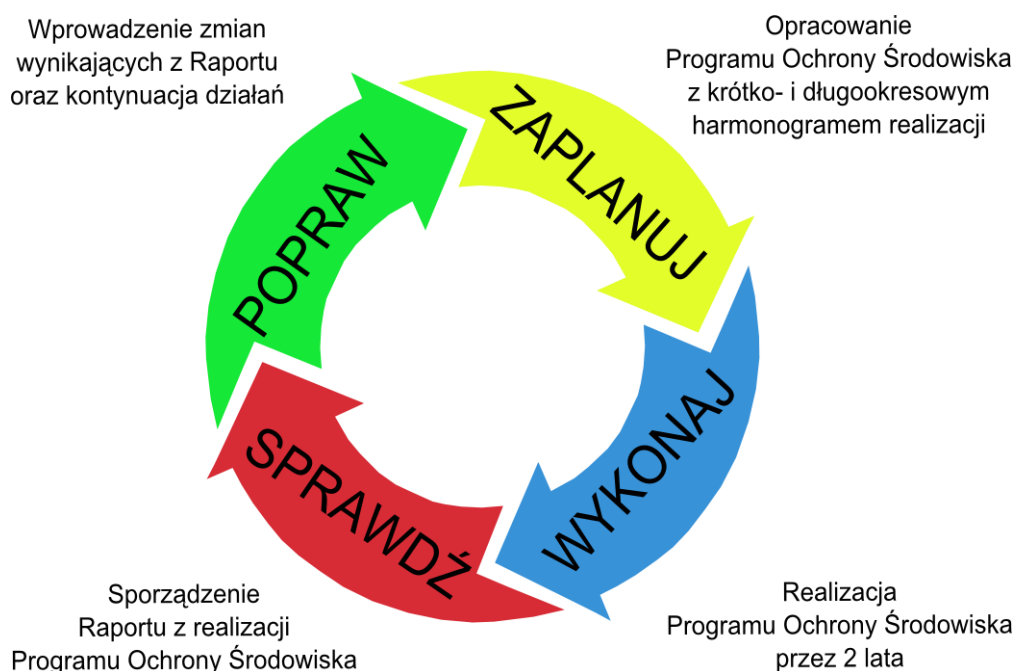 Wprowadzenie zmian
wynikających z Raportu
oraz kontynuacja działań
Opracowanie
Programu Ochrony Środowiska
z krótko- i długookresowym
harmonogramem realizacji
POPRAW
ZAPLANUJ
SPRAWDŹ
WYKONAJ
Sporządzenie
Raportu z realizacji
Programu Ochrony Środowiska
Realizacja
Programu Ochrony Środowiska
przez 2 lata